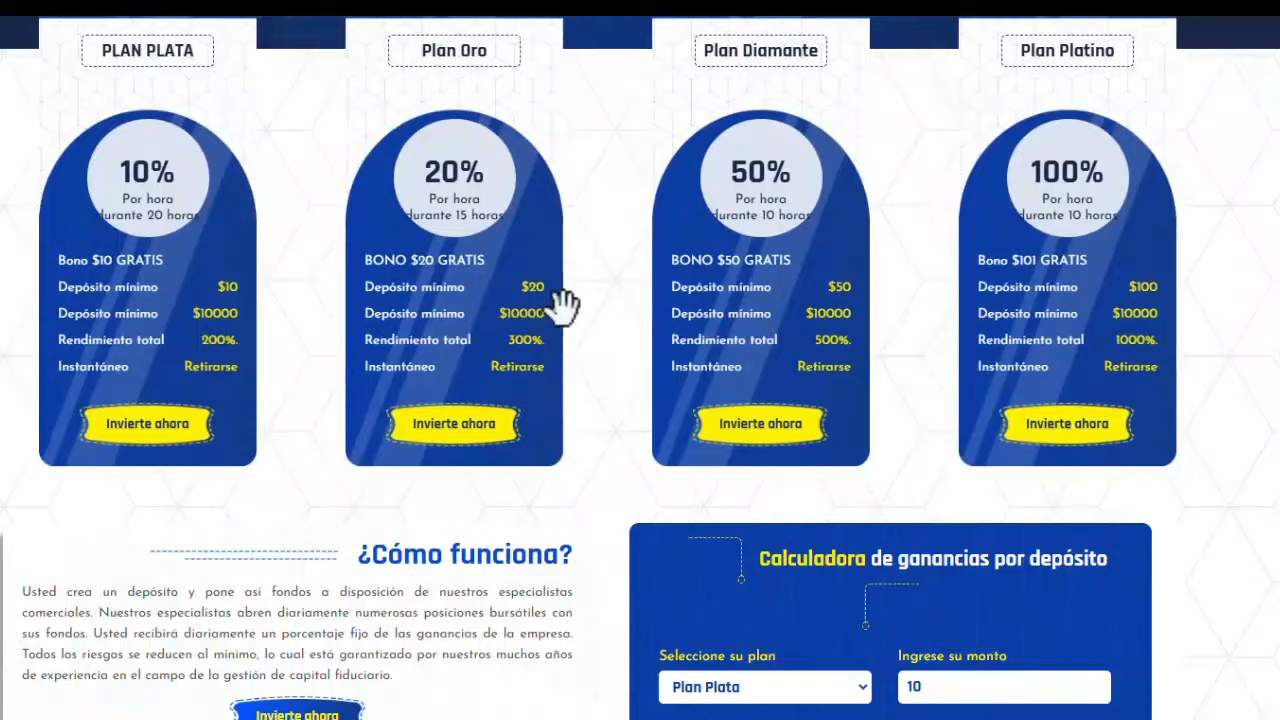 PLAN PLATA
10%
Por hora
durante 20 horas
Bono $10 GRATIS
Depósito mínimo $10
Depósito mínimo $10000
Rendimiento total 200%.
Instantáneo Retirarse
Invierte ahora
Plan Oro
20%
Por hora
durante 15 horas
BONO $20 GRATIS
Depósito mínimo $20
Depósito mínimo $10000
Rendimiento total 300%.
Instantáneo Retirarse
Invierte ahora
Plan Diamante
50%
Por hora
durante 10 horas
BONO $50 GRATIS
Depósito mínimo $50
Depósito mínimo $10000
Rendimiento total 500%.
Instantáneo Retirarse
Invierte ahora
Plan Platino
100%
Por hora
durante 10 horas
Bono $101 GRATIS
Depósito mínimo $100
Depósito mínimo $10000
Rendimiento total 1000%.
Instantáneo Retirarse
Invierte ahora
¿Cómo funciona?
Usted crea un depósito y pone así fondos a disposición de nuestros especialistas
comerciales. Nuestros especialistas abren diariamente numerosas posiciones bursátiles con
sus fondos. Usted recibirá diariamente un porcentaje fijo de las ganancias de la empresa.
Todos los riesgos se reducen al mínimo, lo cual está garantizado por nuestros muchos años
de experiencia en el campo de la gestión de capital fiduciario.
Invierte ahora
Calculadora de ganancias por depósito
Seleccione su plan
Plan Plata
Ingrese su monto
10